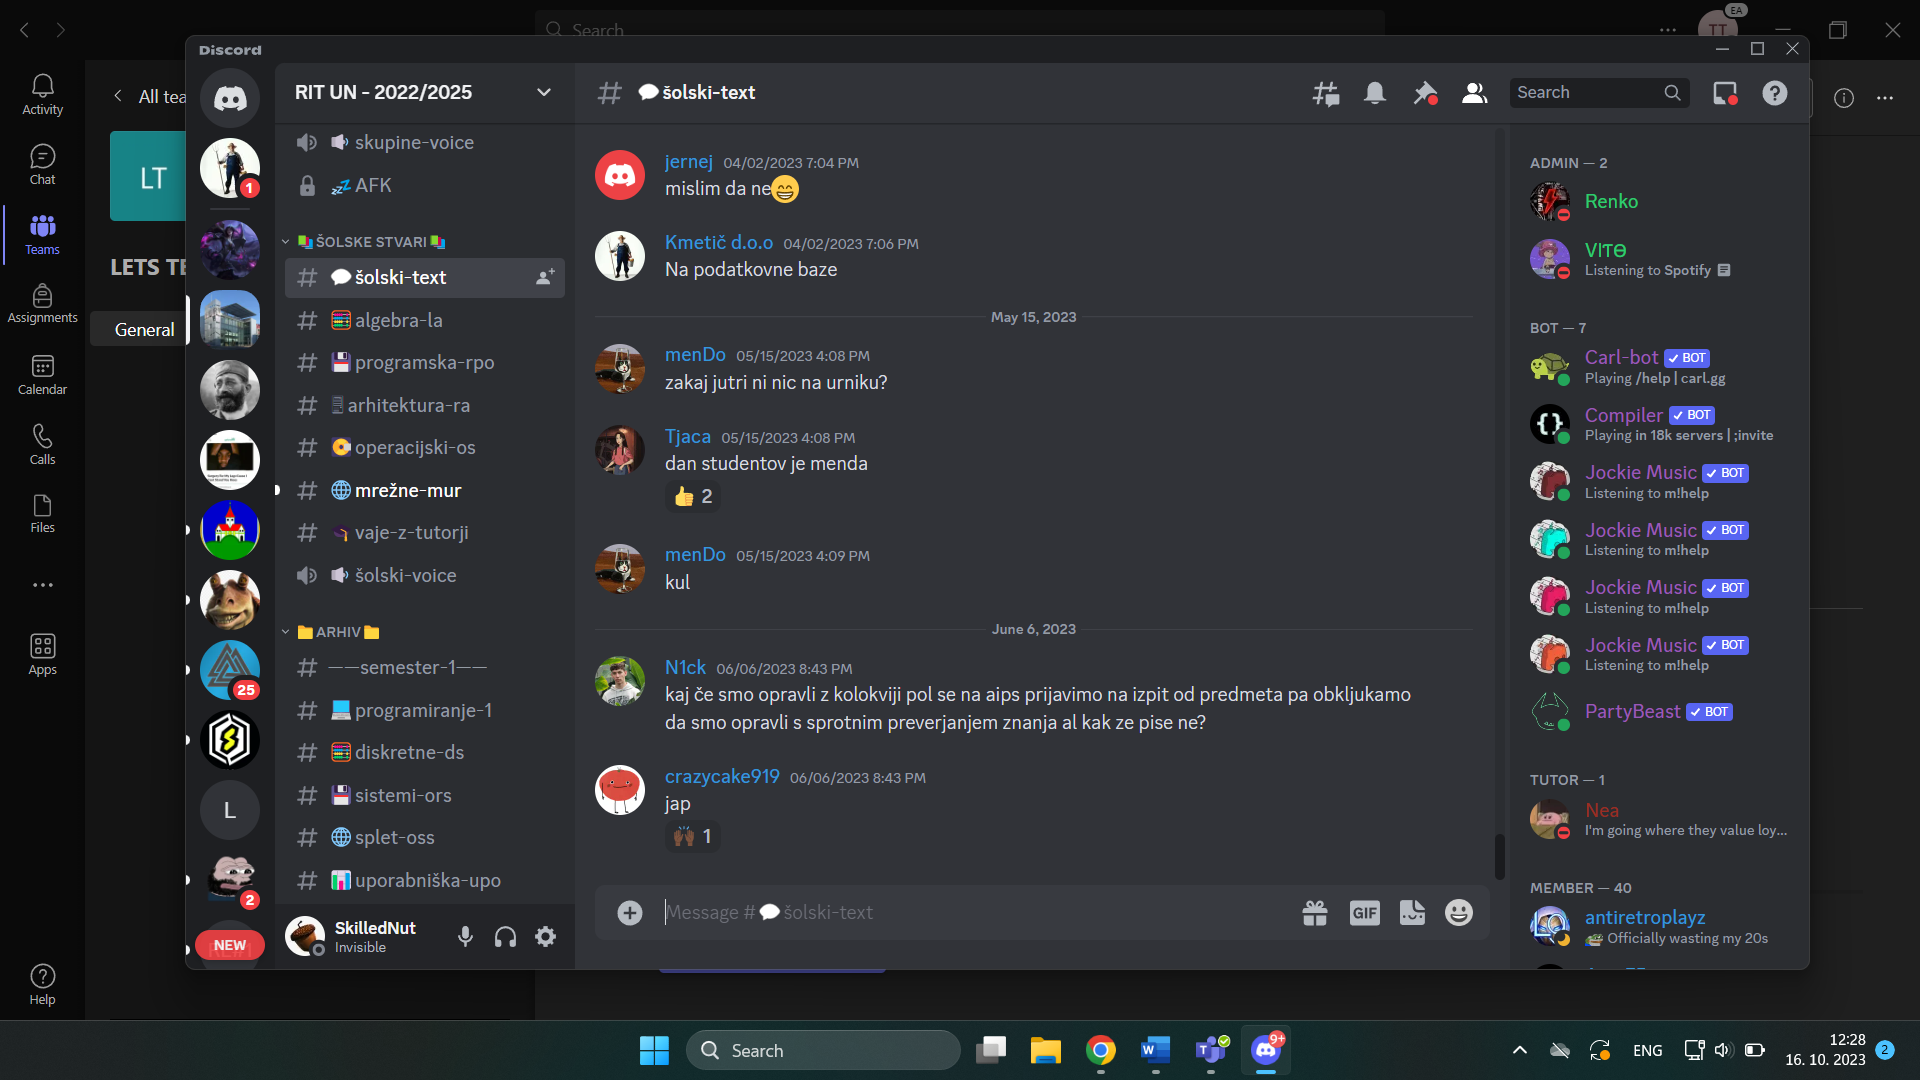 Search
EA
TT
Activity
Chat
Teams
Assignments
Calendar
Calls
Files
Apps
Help
All tea
LT
LETS TE
General
Discord
1
25
L
2
NEW
RIT UN - 2022/2025
skupine-voice
💤 AFK
📚ŠOLSKE STVARI📚
💬šolski-text
🧮algebra-la
💾programska-rpo
arhitektura-ra
📀operacijski-os
🌐mrežne-mur
🎓vaje-z-tutorji
šolski-voice
📁ARHIV📁
——semester-1——
💻programiranje-1
🧮diskretne-ds
💾sistemi-ors
🌐splet-oss
📊uporabniška-upo
SkilledNut
Invisible
💬šolski-text
Search
jernej 04/02/2023 7:04 PM
mislim da ne😁
Kmetič d.o.o 04/02/2023 7:06 PM
Na podatkovne baze
May 15, 2023
menDo 05/15/2023 4:08 PM
zakaj jutri ni nic na urniku?
Tjaca 05/15/2023 4:08 PM
dan studentov je menda
👍 2
menDo 05/15/2023 4:09 PM
kul
June 6, 2023
N1ck 06/06/2023 8:43 PM
kaj če smo opravli z kolokviji pol se na aips prijavimo na izpit od predmeta pa obkljukamo
da smo opravli s sprotnim preverjanjem znanja al kak ze pise ne?
crazycake919 06/06/2023 8:43 PM
jap
🙌🏾 1
Message #💬šolski-text
GIF
ADMIN — 2
Renko
VITɵ
Listening to Spotify
BOT — 7
Carl-bot ✓ BOT
Playing /help | carl.gg
Compiler ✓ BOT
Playing in 18k servers | ;invite
Jockie Music ✓ BOT
Listening to m!help
Jockie Music ✓ BOT
Listening to m!help
Jockie Music ✓ BOT
Listening to m!help
Jockie Music ✓ BOT
Listening to m!help
PartyBeast ✓ BOT
TUTOR — 1
Nea
I'm going where they value loy...
MEMBER — 40
antiretroplayz
Officially wasting my 20s
Search
9+
ENG
12:28
16. 10. 2023
2